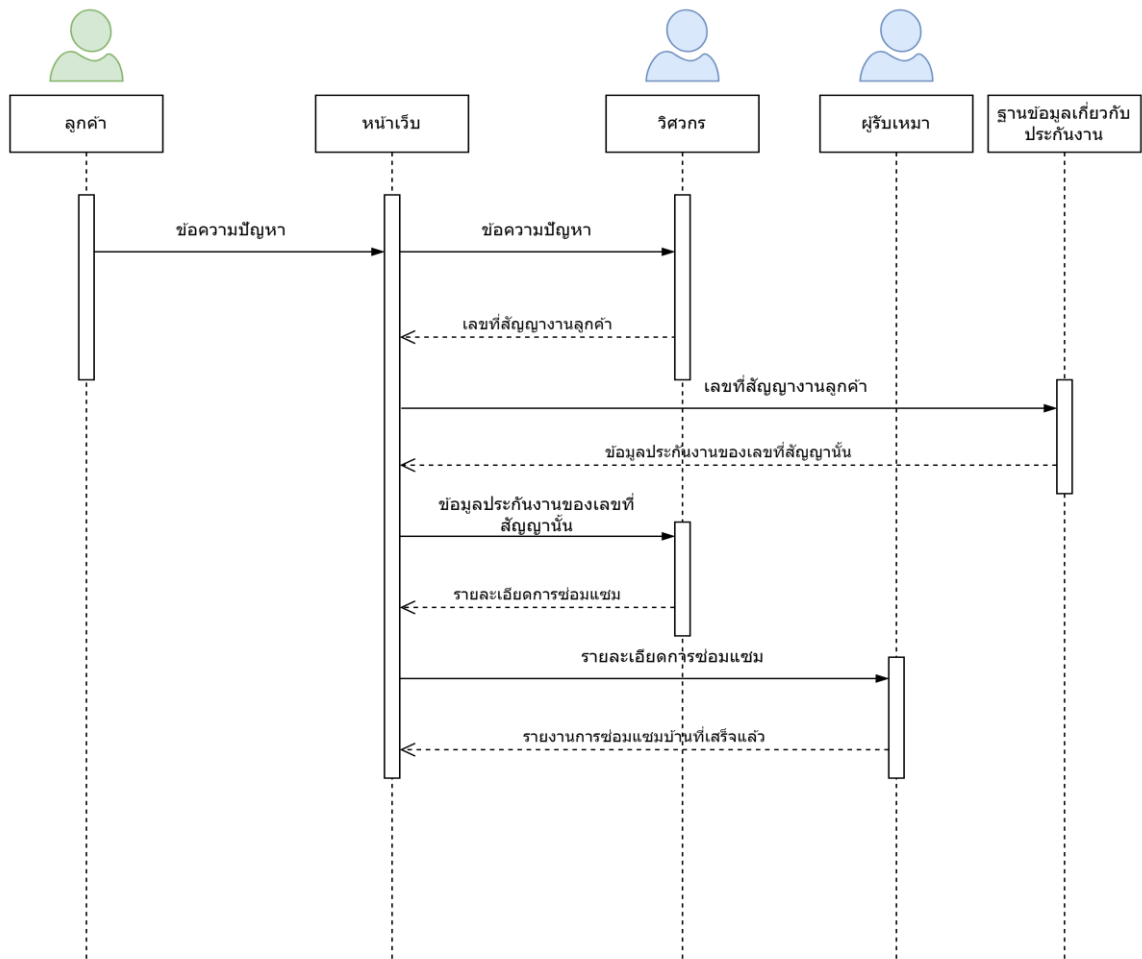 ลูกค้า
หน้าเว็บ
วิศวกร
ผู้รับเหมา
ฐานข้อมูลเกี่ยวกับ
ประกันงาน
ข้อความปัญหา
ข้อความปัญหา
เลขที่สัญญางานลูกค้า
เลขที่สัญญางานลูกค้า
ข้อมูลประกันงานของเลขที่สัญญานั้น
ข้อมูลประกันงานของเลขที่
สัญญานั้น
รายละเอียดการซ่อมแซม
รายละเอียดการซ่อมแซม
รายงานการซ่อมแซมบ้านที่เสร็จแล้ว